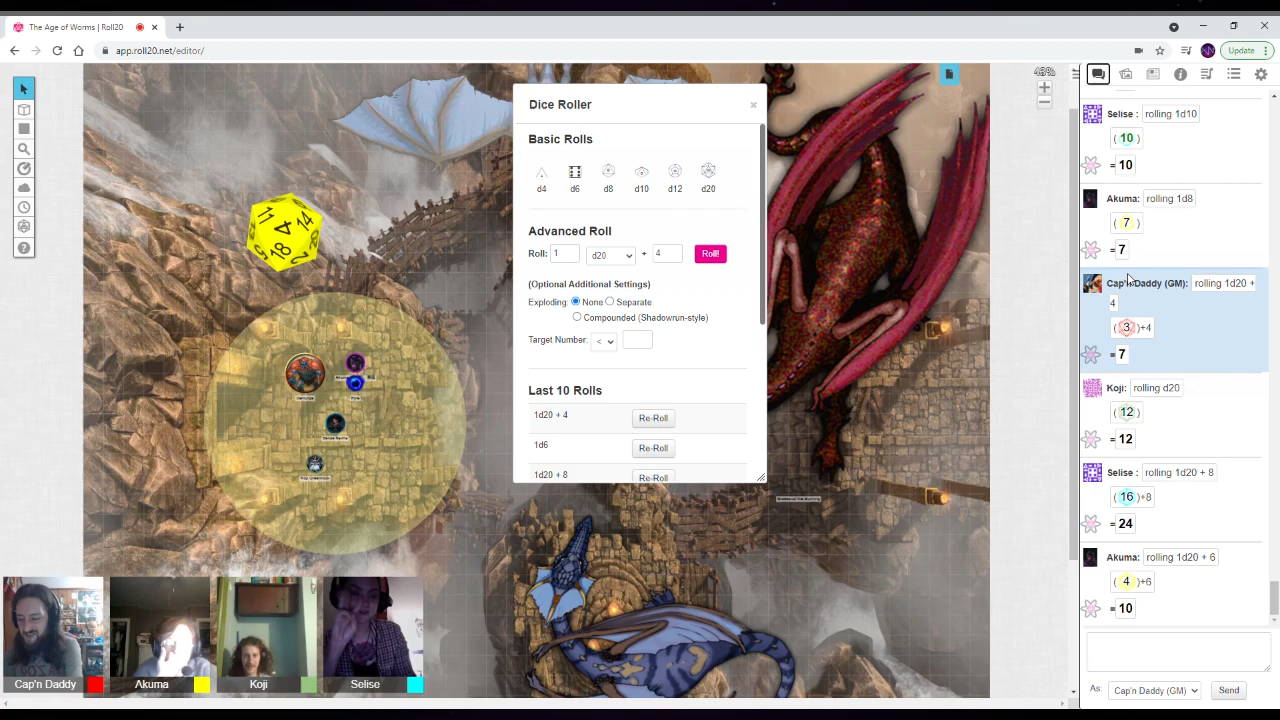 The Age of Worms | Roll20
app.roll20.net/editor/
Update
Dice Roller
Basic Rolls
d4 d6 d8 d10 d12 d20
Advanced Roll
Roll: 1 d20 + 4 Roll!
(Optional Additional Settings)
Exploding: None Separate
Compounded (Shadowrun-style)
Target Number: <
Last 10 Rolls
1d20 + 4 Re-Roll
1d6 Re-Roll
1d20 + 8 Re-Roll
11 4 14
18
Selise : rolling 1d10
(10)
= 10
Akuma: rolling 1d8
(7)
= 7
Cap'n Daddy (GM): rolling 1d20 +
4
(3)+4
= 7
Koji: rolling d20
(12)
= 12
Selise : rolling 1d20 + 8
(16)+8
= 24
Akuma: rolling 1d20 + 6
(4)+6
= 10
As: Cap'n Daddy (GM) Send
Cap'n Daddy Akuma Koji Selise